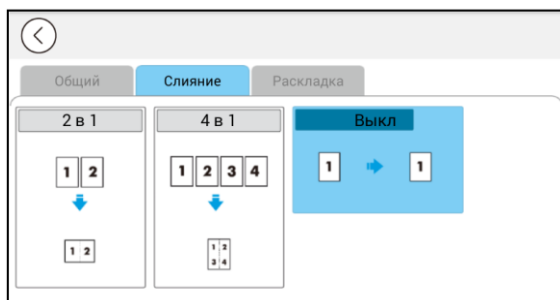 Общий Слияние Раскладка
2 в 1 4 в 1 Выкл
1 2 1 2 3 4 1 1
1 2 1 2
3 4